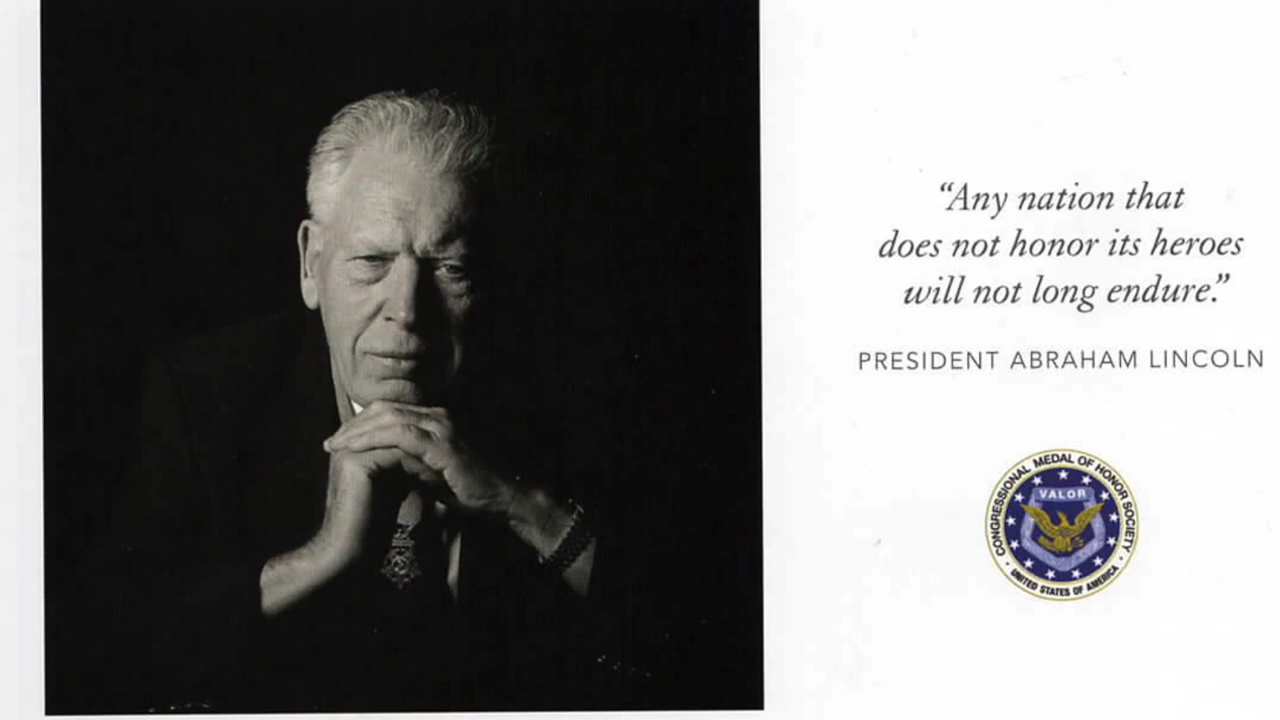 “Any nation that
does not honor its heroes
will not long endure.”
PRESIDENT ABRAHAM LINCOLN
CONGRESSIONAL MEDAL OF HONOR SOCIETY
VALOR
UNITED STATES OF AMERICA